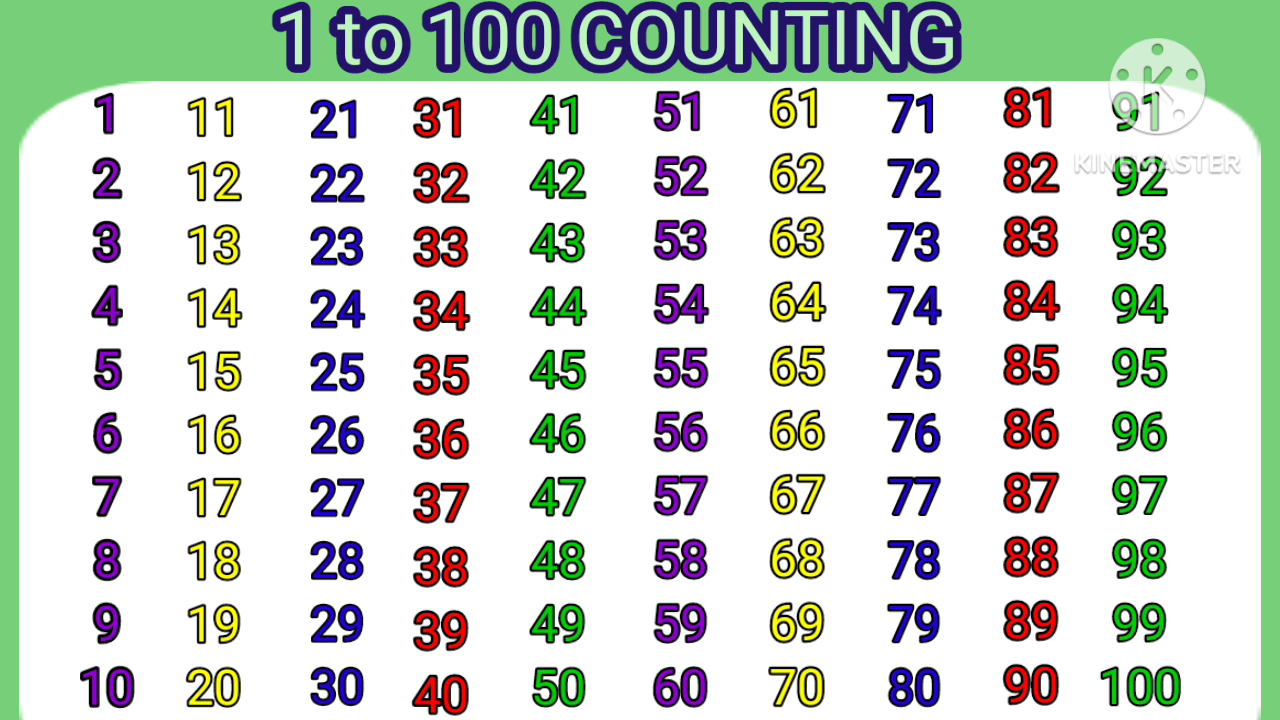 1 to 100 COUNTING
1 11 21 31 41 51 61 71 81 91
2 12 22 32 42 52 62 72 82 92
3 13 23 33 43 53 63 73 83 93
4 14 24 34 44 54 64 74 84 94
5 15 25 35 45 55 65 75 85 95
6 16 26 36 46 56 66 76 86 96
7 17 27 37 47 57 67 77 87 97
8 18 28 38 48 58 68 78 88 98
9 19 29 39 49 59 69 79 89 99
10 20 30 40 50 60 70 80 90 100
K
KINEMASTER